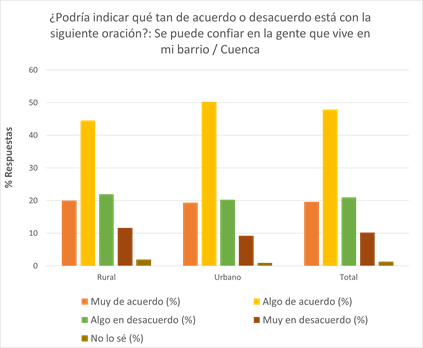 ¿Podría indicar qué tan de acuerdo o desacuerdo está con la
siguiente oración?: Se puede confiar en la gente que vive en
mi barrio / Cuenca
60
50
40
30
20
10
0
% Respuestas
Rural
Urbano
Total
Muy de acuerdo (%)
Algo de acuerdo (%)
Algo en desacuerdo (%)
Muy en desacuerdo (%)
No lo sé (%)